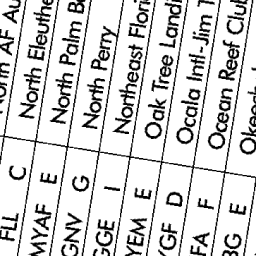 North AF Au
FLL C North Eleuthe
MYAF E North Palm Be
GNV G North Perry
GGE I Northeast Flori
YEM E Oak Tree Landi
YGF D Ocala Intl-Jim T
FA F Ocean Reef Club
BG E Okeech